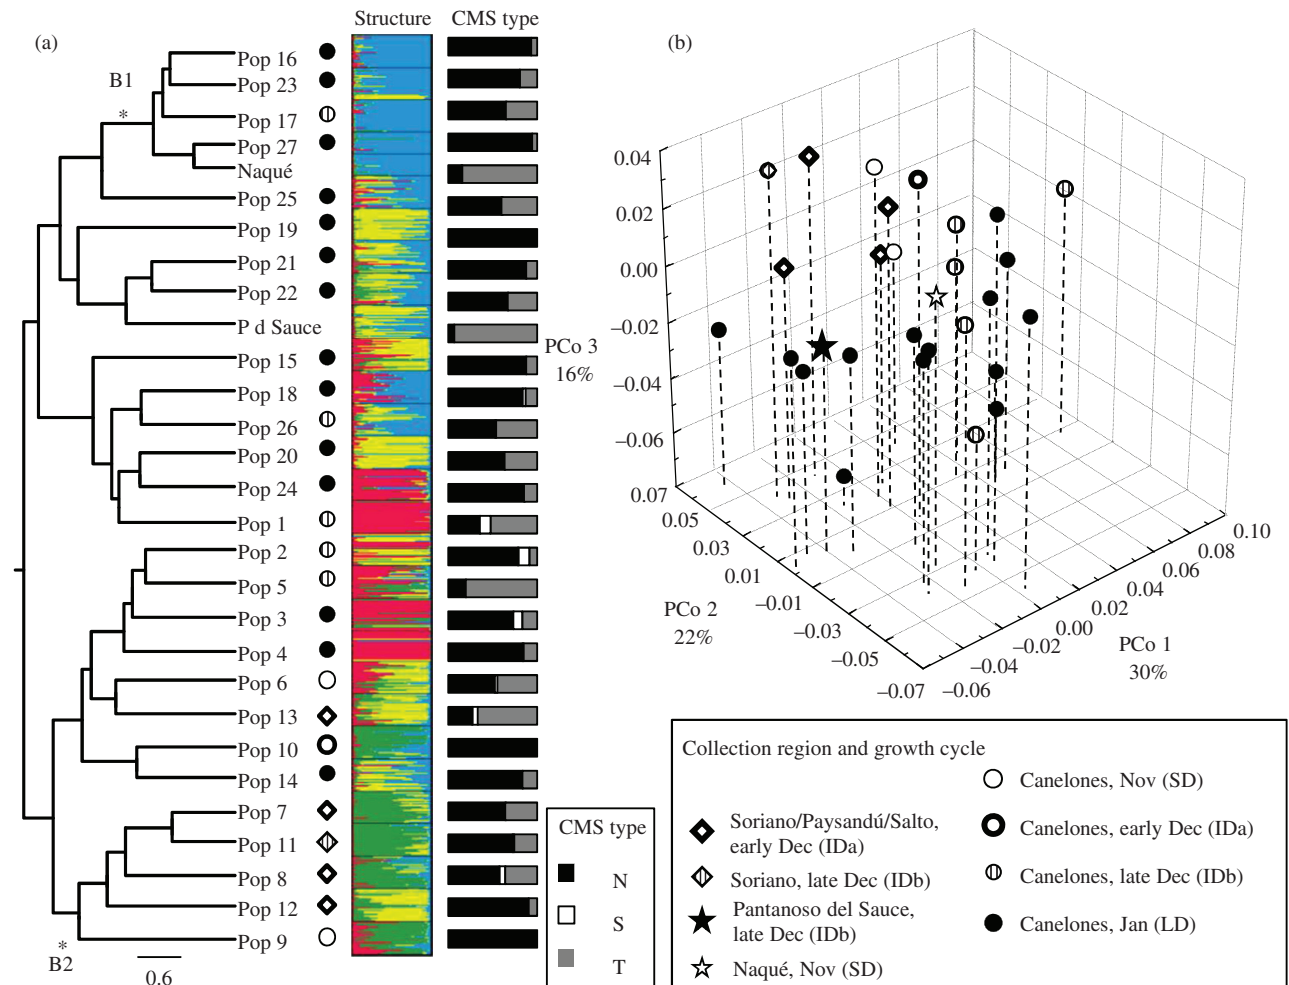 (a)
Structure
CMS type
B1
*
Pop 16
Pop 23
Pop 17
Pop 27
Naqué
Pop 25
Pop 19
Pop 21
Pop 22
P d Sauce
Pop 15
Pop 18
Pop 26
Pop 20
Pop 24
Pop 1
Pop 2
Pop 5
Pop 3
Pop 4
Pop 6
Pop 13
Pop 10
Pop 14
Pop 7
Pop 11
Pop 8
Pop 12
Pop 9
*
B2
0.6
CMS type
N
S
T
(b)
0.04
0.02
0.00
−0.02
−0.04
−0.06
PCo 3
16%
0.07
0.05
0.03
0.01
−0.01
−0.03
−0.05
−0.07
PCo 2
22%
−0.06
−0.04
−0.02
0.00
0.02
0.04
0.06
0.08
0.10
PCo 1
30%
Collection region and growth cycle
Soriano/Paysandú/Salto,
early Dec (IDa)
Soriano, late Dec (IDb)
Pantanoso del Sauce,
late Dec (IDb)
Naqué, Nov (SD)
Canelones, Nov (SD)
Canelones, early Dec (IDa)
Canelones, late Dec (IDb)
Canelones, Jan (LD)